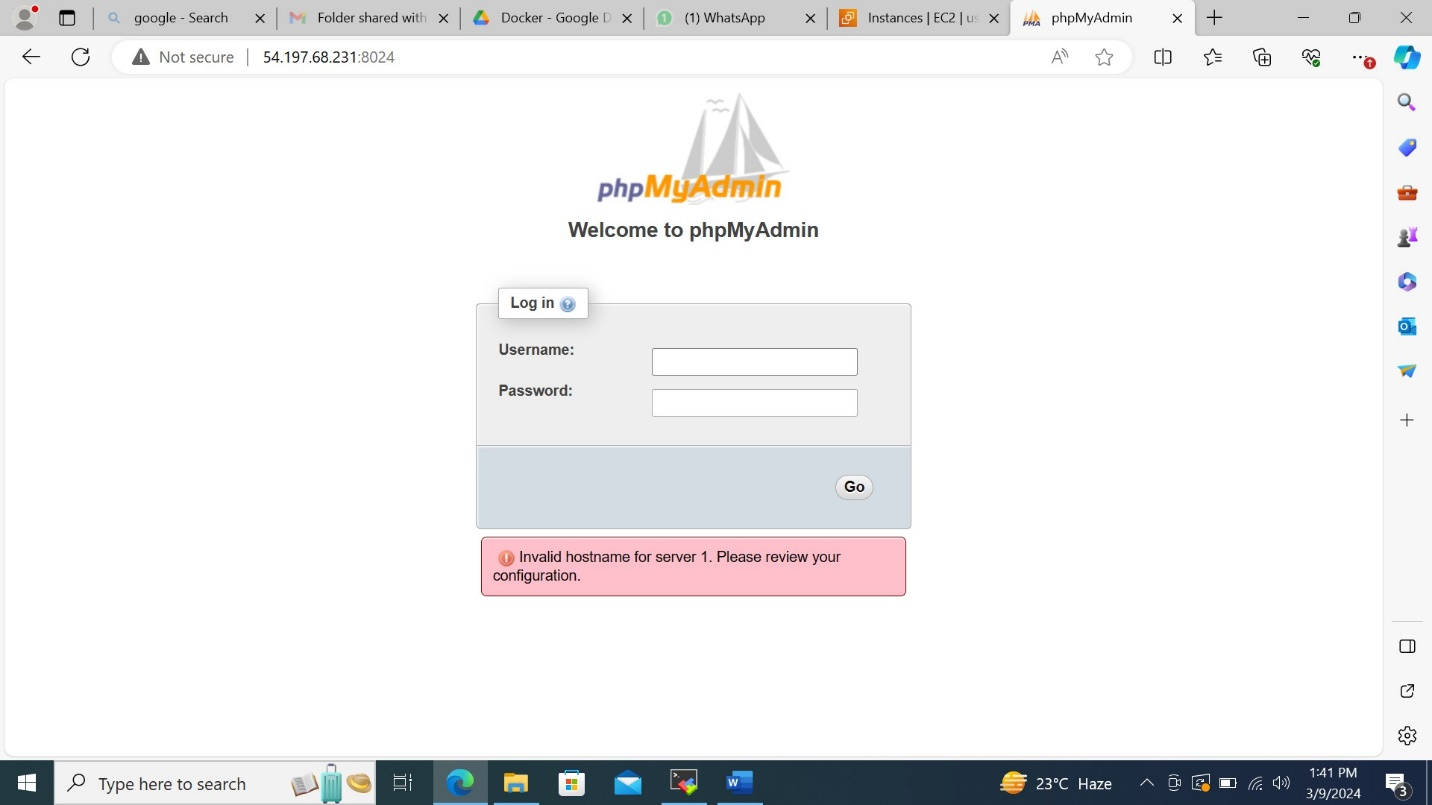 google - Search
Folder shared with
Docker - Google D
(1) WhatsApp
Instances | EC2 | us
phpMyAdmin
Not secure
54.197.68.231:8024
phpMyAdmin
Welcome to phpMyAdmin
Log in
Username:
Password:
Go
Invalid hostname for server 1. Please review your
configuration.
Type here to search
23°C Haze
1:41 PM
3/9/2024
3